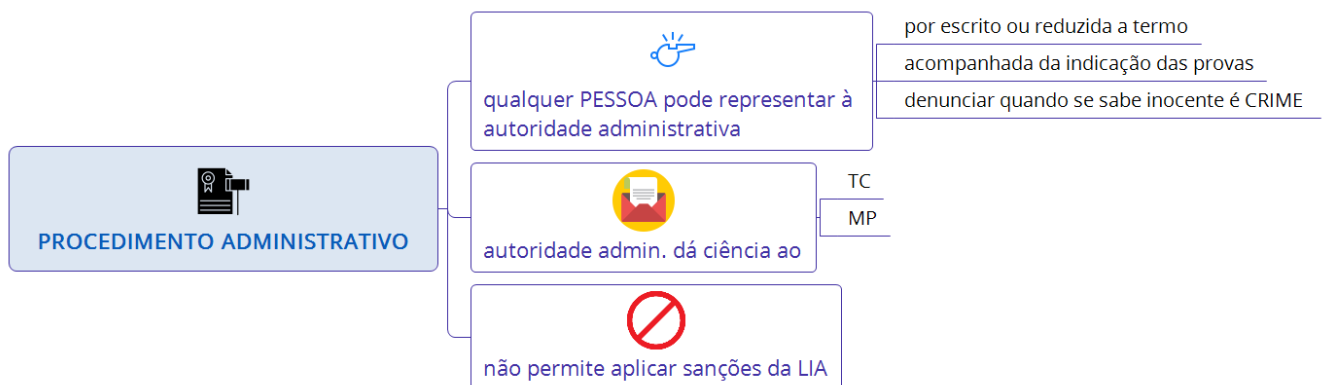 PROCEDIMENTO ADMINISTRATIVO
qualquer PESSOA pode representar à
autoridade administrativa
por escrito ou reduzida a termo
acompanhada da indicação das provas
denunciar quando se sabe inocente é CRIME
autoridade admin. dá ciência ao
TC
MP
não permite aplicar sanções da LIA